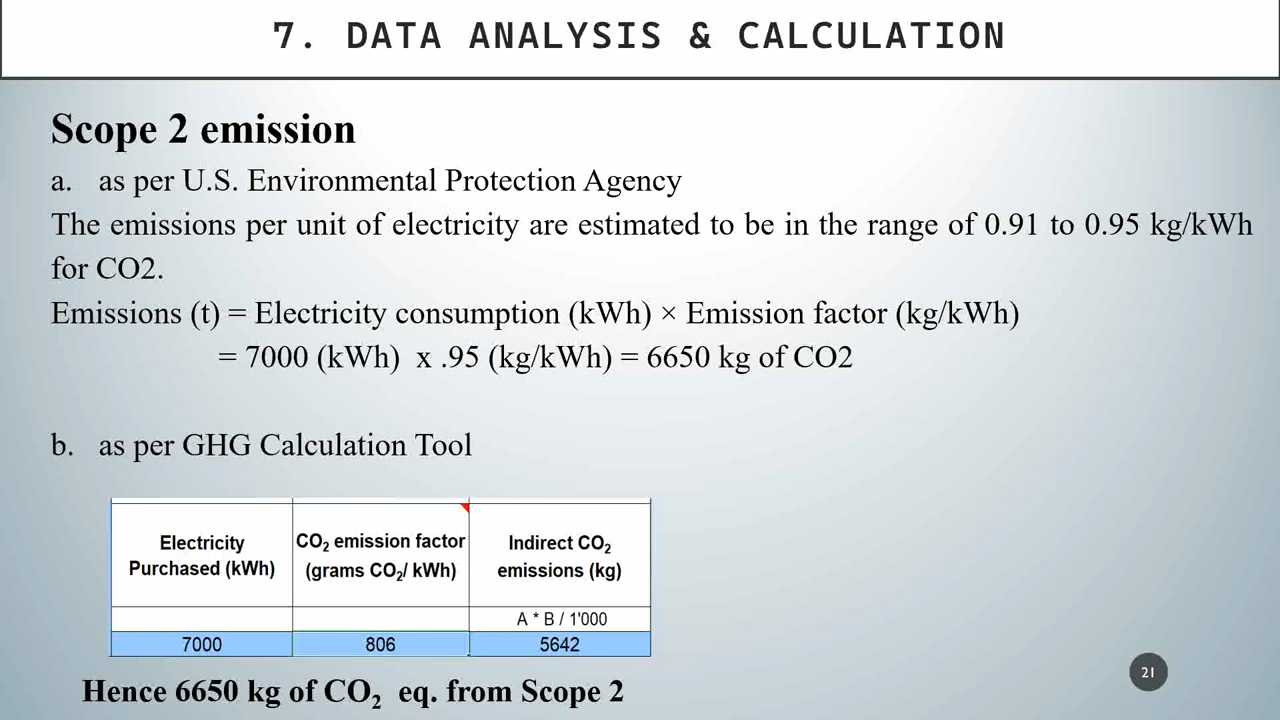 7. DATA ANALYSIS & CALCULATION
Scope 2 emission
a. as per U.S. Environmental Protection Agency
The emissions per unit of electricity are estimated to be in the range of 0.91 to 0.95 kg/kWh
for CO2.
Emissions (t) = Electricity consumption (kWh) × Emission factor (kg/kWh)
= 7000 (kWh) x .95 (kg/kWh) = 6650 kg of CO2
b. as per GHG Calculation Tool
Electricity Purchased (kWh) CO₂ emission factor (grams CO₂/ kWh) Indirect CO₂ emissions (kg)
A * B / 1'000
7000 806 5642
Hence 6650 kg of CO₂ eq. from Scope 2
21